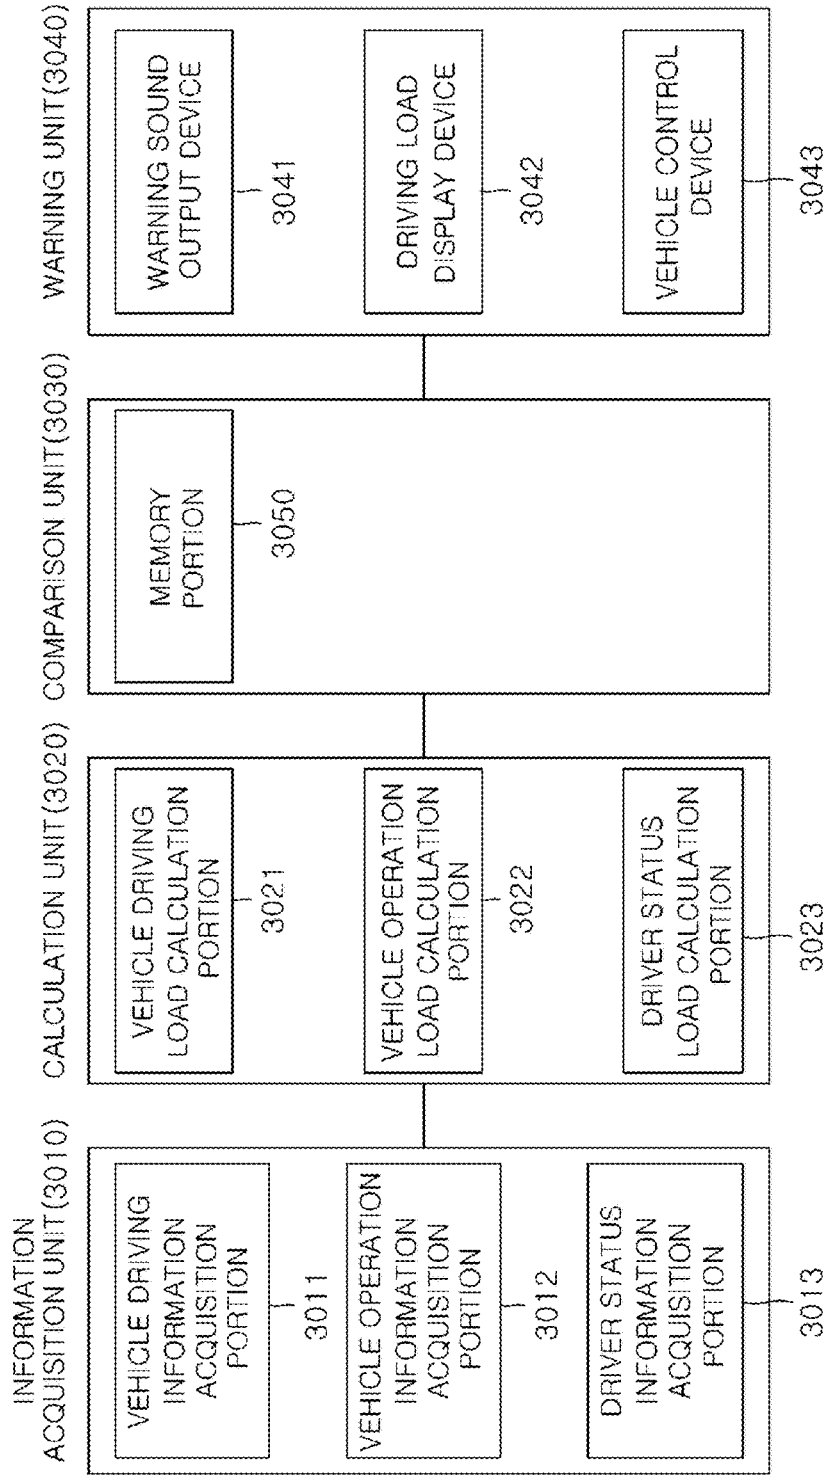 INFORMATION
ACQUISITION UNIT(3010)
VEHICLE DRIVING
INFORMATION
ACQUISITION
PORTION
3011
VEHICLE OPERATION
INFORMATION
ACQUISITION
PORTION
3012
DRIVER STATUS
INFORMATION
ACQUISITION
PORTION
3013
CALCULATION UNIT(3020)
VEHICLE DRIVING
LOAD CALCULATION
PORTION
3021
VEHICLE OPERATION
LOAD CALCULATION
PORTION
3022
DRIVER STATUS
LOAD CALCULATION
PORTION
3023
COMPARISON UNIT(3030)
MEMORY
PORTION
3050
WARNING UNIT(3040)
WARNING SOUND
OUTPUT DEVICE
3041
DRIVING LOAD
DISPLAY DEVICE
3042
VEHICLE CONTROL
DEVICE
3043